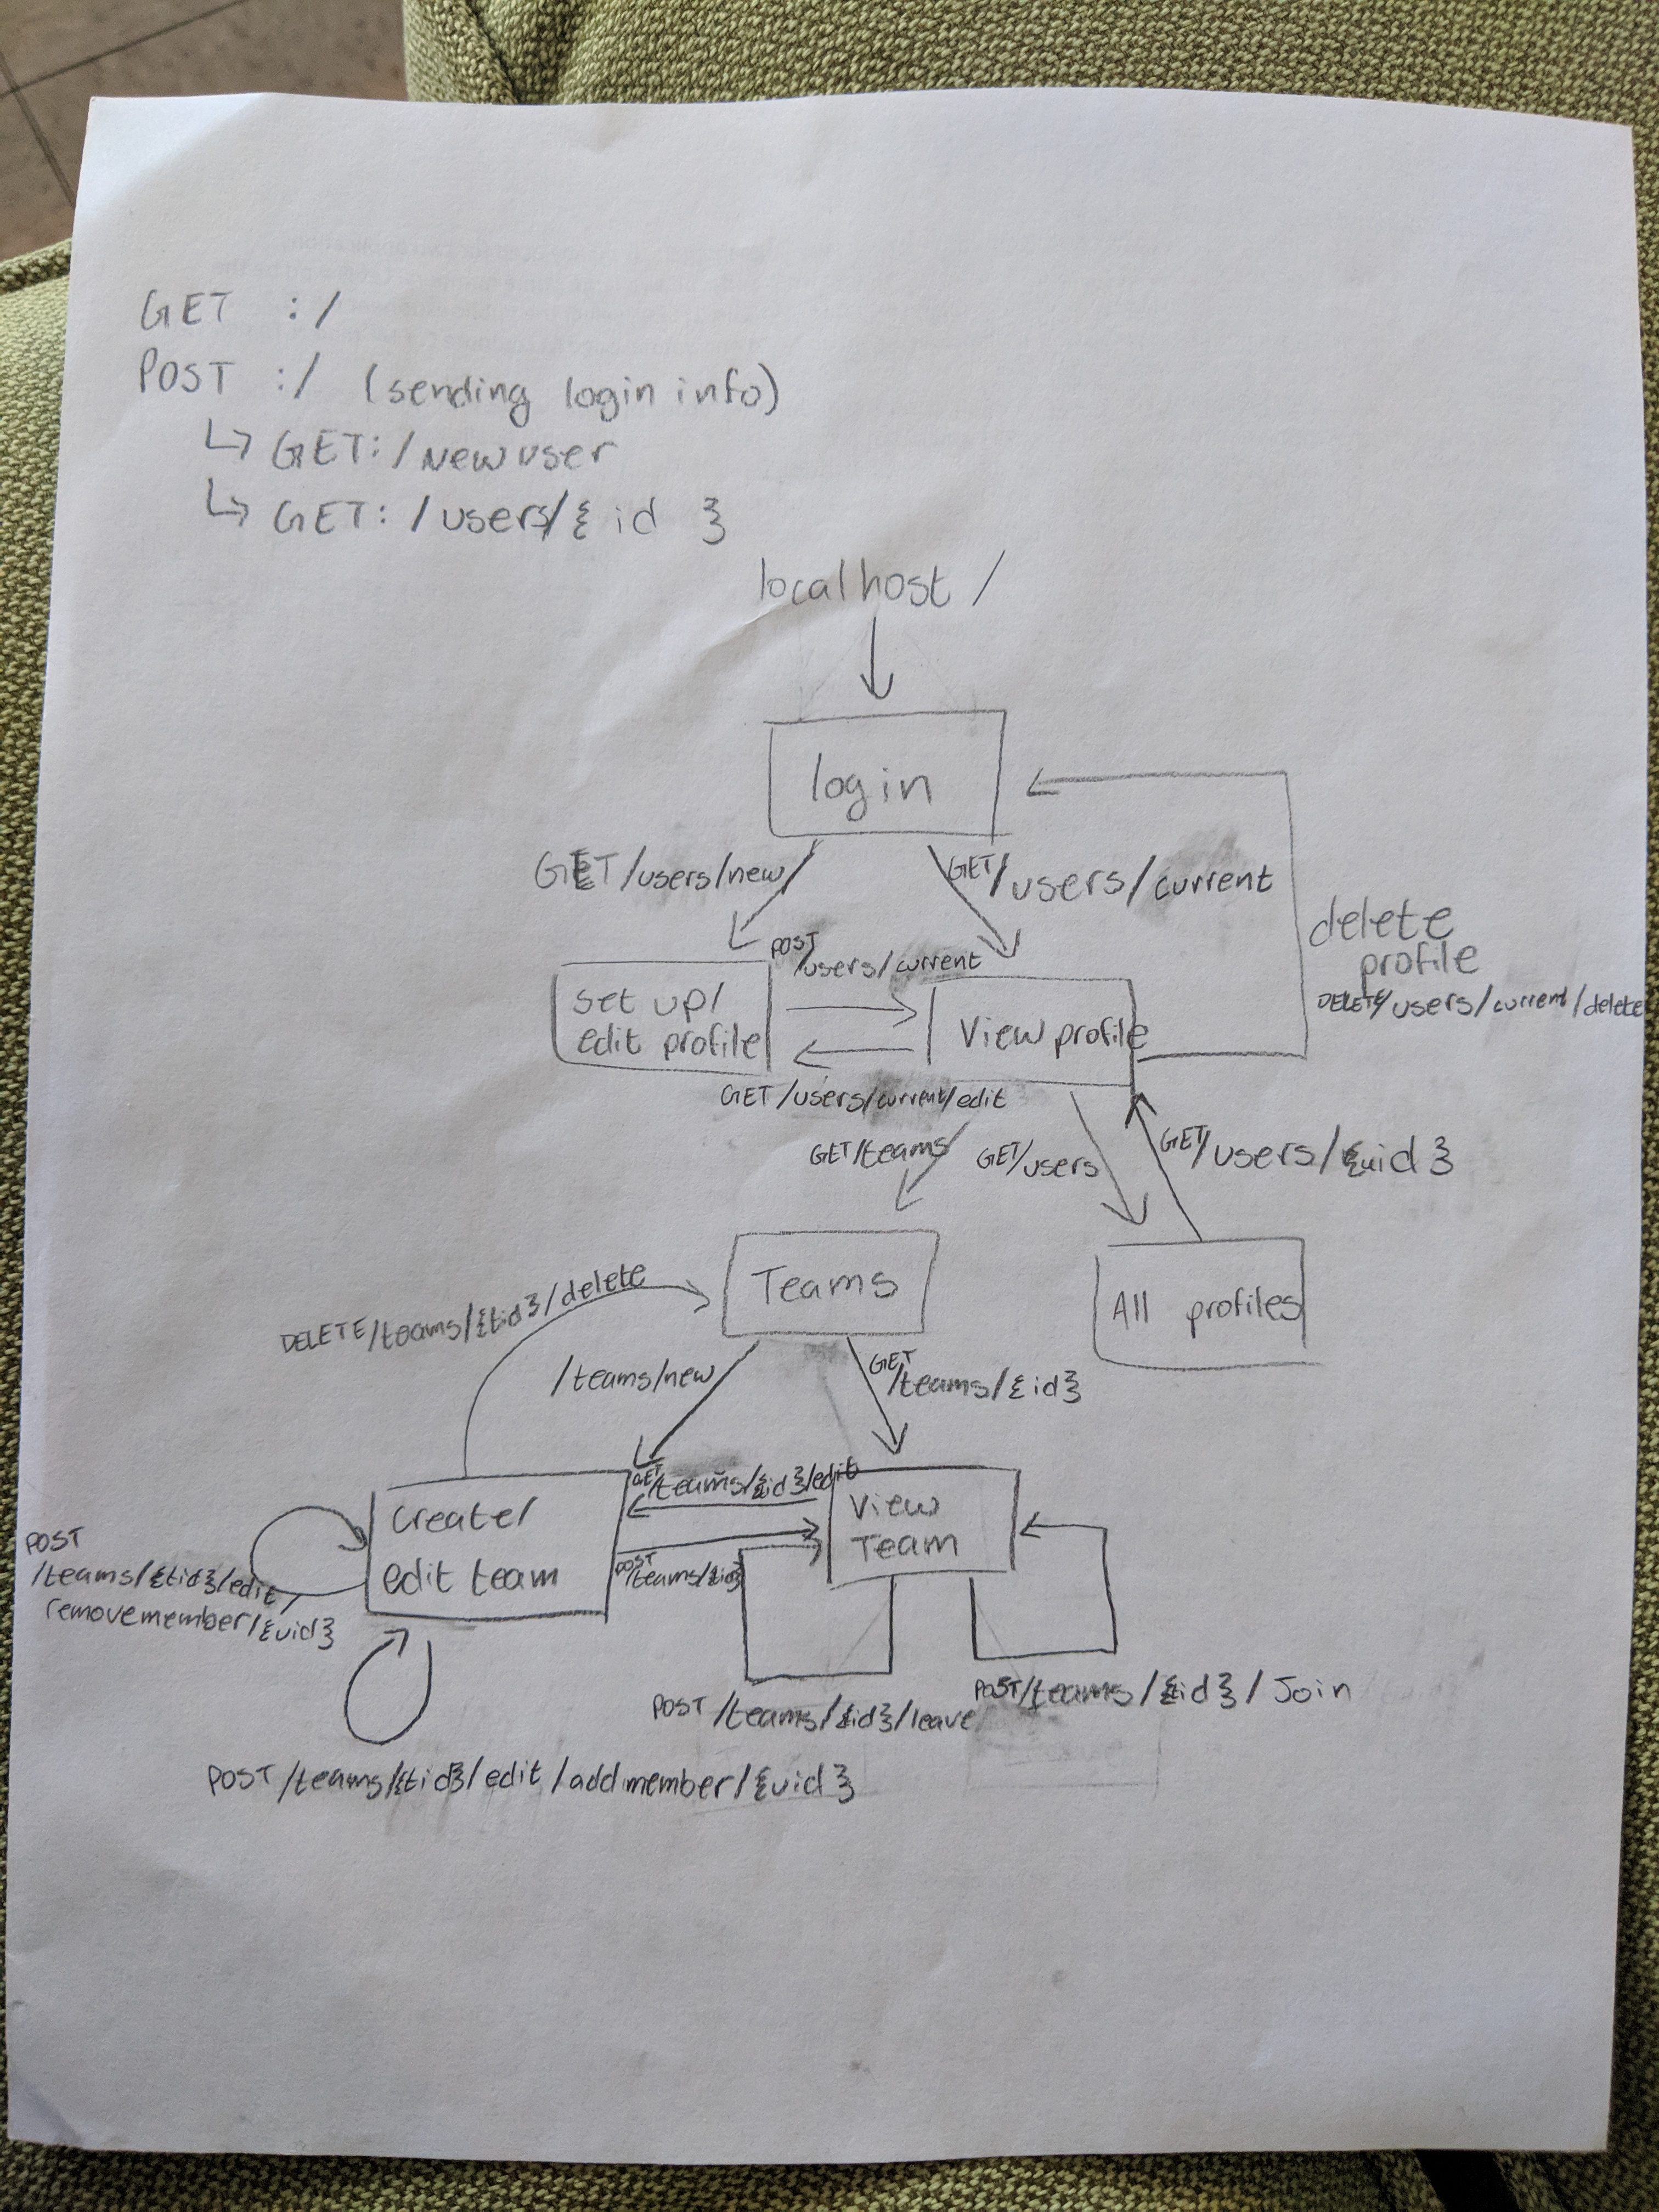 GET :/
POST :/ (sending login info)
↳ GET: /newuser
↳ GET: /users/{id }
localhost /
login
GET /users/new/
GET/users/current
delete
profile
DELETE/users/current/delete
POST
/users/current
set up/
edit profile
View profile
GET /users/current/edit
GET/teams
GET/users
GET/users/{uid}
Teams
All profiles
DELETE/teams/{tid}/delete
/teams/new
GET
/teams/{id}
GET
/teams/{id}/edit
create/
edit team
View
Team
POST
/teams/{tid}/edit/
removemember/{uid}
POST
/teams/{id}
POST /teams/{id}/leave
POST/teams/{id}/Join
POST /teams/{tid}/edit/addmember/{uid}